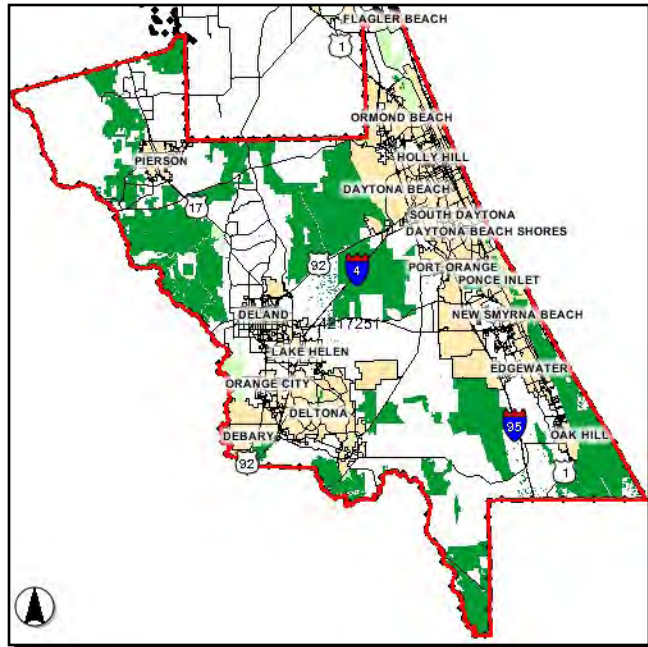 FLAGLER BEACH
1
ORMOND BEACH
HOLLY HILL
PIERSON
DAYTONA BEACH
17
SOUTH DAYTONA
DAYTONA BEACH SHORES
92
4
PORT ORANGE
PONCE INLET
DELAND
NEW SMYRNA BEACH
4217251
LAKE HELEN
EDGEWATER
ORANGE CITY
DELTONA
95
DEBARY
OAK HILL
92
1